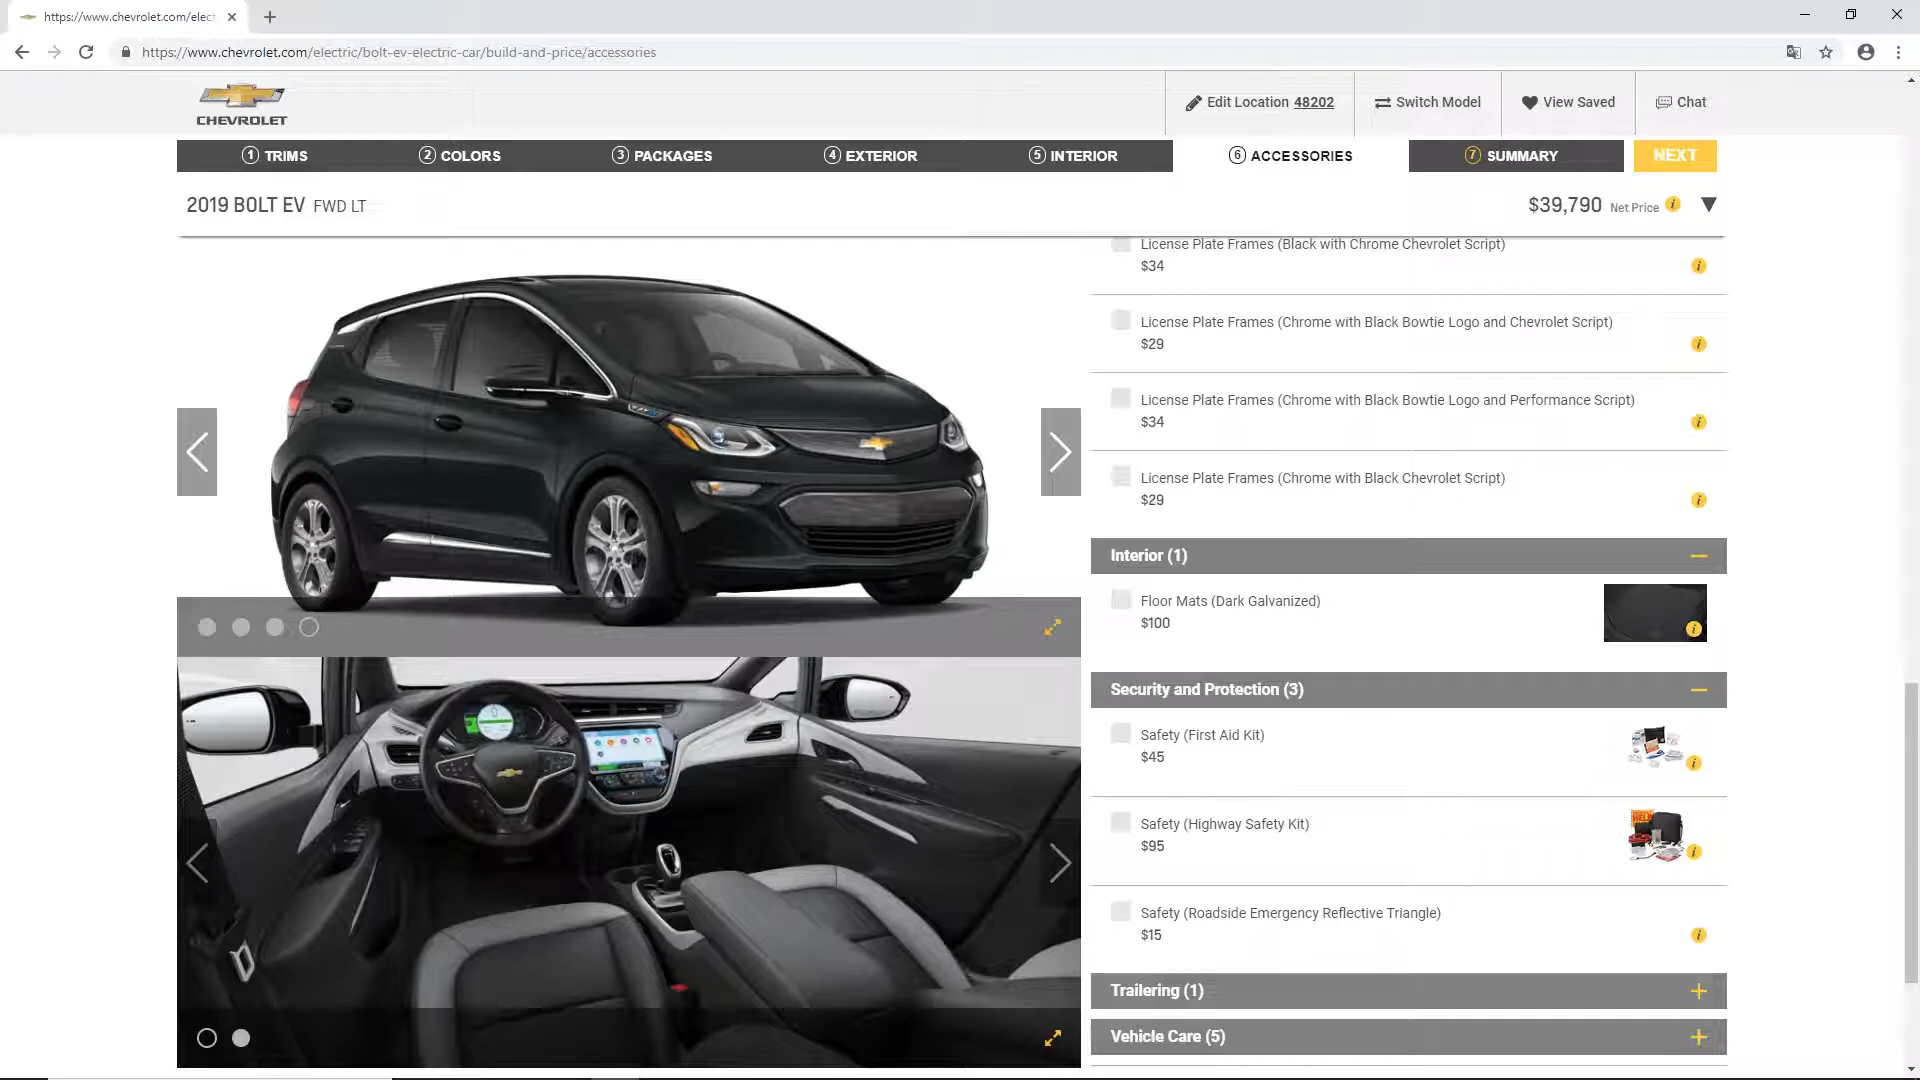 https://www.chevrolet.com/elect
https://www.chevrolet.com/electric/bolt-ev-electric-car/build-and-price/accessories
CHEVROLET
Edit Location 48202
Switch Model
View Saved
Chat
1 TRIMS
2 COLORS
3 PACKAGES
4 EXTERIOR
5 INTERIOR
6 ACCESSORIES
7 SUMMARY
NEXT
2019 BOLT EV FWD LT
$39,790 Net Price
License Plate Frames (Black with Chrome Chevrolet Script)
$34
License Plate Frames (Chrome with Black Bowtie Logo and Chevrolet Script)
$29
License Plate Frames (Chrome with Black Bowtie Logo and Performance Script)
$34
License Plate Frames (Chrome with Black Chevrolet Script)
$29
Interior (1)
Floor Mats (Dark Galvanized)
$100
Security and Protection (3)
Safety (First Aid Kit)
$45
Safety (Highway Safety Kit)
$95
HELP
Safety (Roadside Emergency Reflective Triangle)
$15
Trailering (1)
Vehicle Care (5)